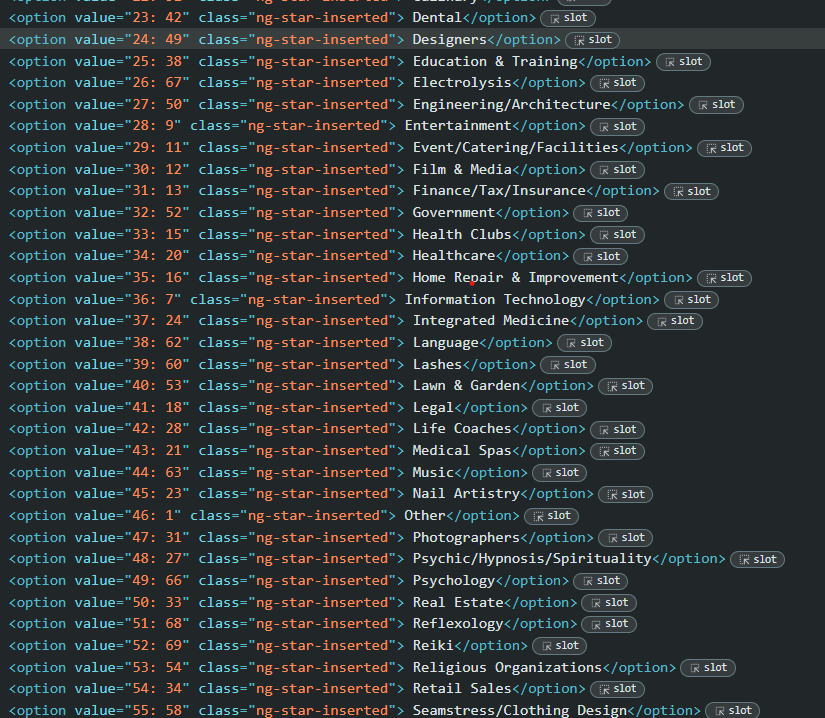 <option value="23: 42" class="ng-star-inserted"> Dental</option> slot
<option value="24: 49" class="ng-star-inserted"> Designers</option> slot
<option value="25: 38" class="ng-star-inserted"> Education & Training</option> slot
<option value="26: 67" class="ng-star-inserted"> Electrolysis</option> slot
<option value="27: 50" class="ng-star-inserted"> Engineering/Architecture</option> slot
<option value="28: 9" class="ng-star-inserted"> Entertainment</option> slot
<option value="29: 11" class="ng-star-inserted"> Event/Catering/Facilities</option> slot
<option value="30: 12" class="ng-star-inserted"> Film & Media</option> slot
<option value="31: 13" class="ng-star-inserted"> Finance/Tax/Insurance</option> slot
<option value="32: 52" class="ng-star-inserted"> Government</option> slot
<option value="33: 15" class="ng-star-inserted"> Health Clubs</option> slot
<option value="34: 20" class="ng-star-inserted"> Healthcare</option> slot
<option value="35: 16" class="ng-star-inserted"> Home Repair & Improvement</option> slot
<option value="36: 7" class="ng-star-inserted"> Information Technology</option> slot
<option value="37: 24" class="ng-star-inserted"> Integrated Medicine</option> slot
<option value="38: 62" class="ng-star-inserted"> Language</option> slot
<option value="39: 60" class="ng-star-inserted"> Lashes</option> slot
<option value="40: 53" class="ng-star-inserted"> Lawn & Garden</option> slot
<option value="41: 18" class="ng-star-inserted"> Legal</option> slot
<option value="42: 28" class="ng-star-inserted"> Life Coaches</option> slot
<option value="43: 21" class="ng-star-inserted"> Medical Spas</option> slot
<option value="44: 63" class="ng-star-inserted"> Music</option> slot
<option value="45: 23" class="ng-star-inserted"> Nail Artistry</option> slot
<option value="46: 1" class="ng-star-inserted"> Other</option> slot
<option value="47: 31" class="ng-star-inserted"> Photographers</option> slot
<option value="48: 27" class="ng-star-inserted"> Psychic/Hypnosis/Spirituality</option> slot
<option value="49: 66" class="ng-star-inserted"> Psychology</option> slot
<option value="50: 33" class="ng-star-inserted"> Real Estate</option> slot
<option value="51: 68" class="ng-star-inserted"> Reflexology</option> slot
<option value="52: 69" class="ng-star-inserted"> Reiki</option> slot
<option value="53: 54" class="ng-star-inserted"> Religious Organizations</option> slot
<option value="54: 34" class="ng-star-inserted"> Retail Sales</option> slot
<option value="55: 58" class="ng-star-inserted"> Seamstress/Clothing Design</option> slot